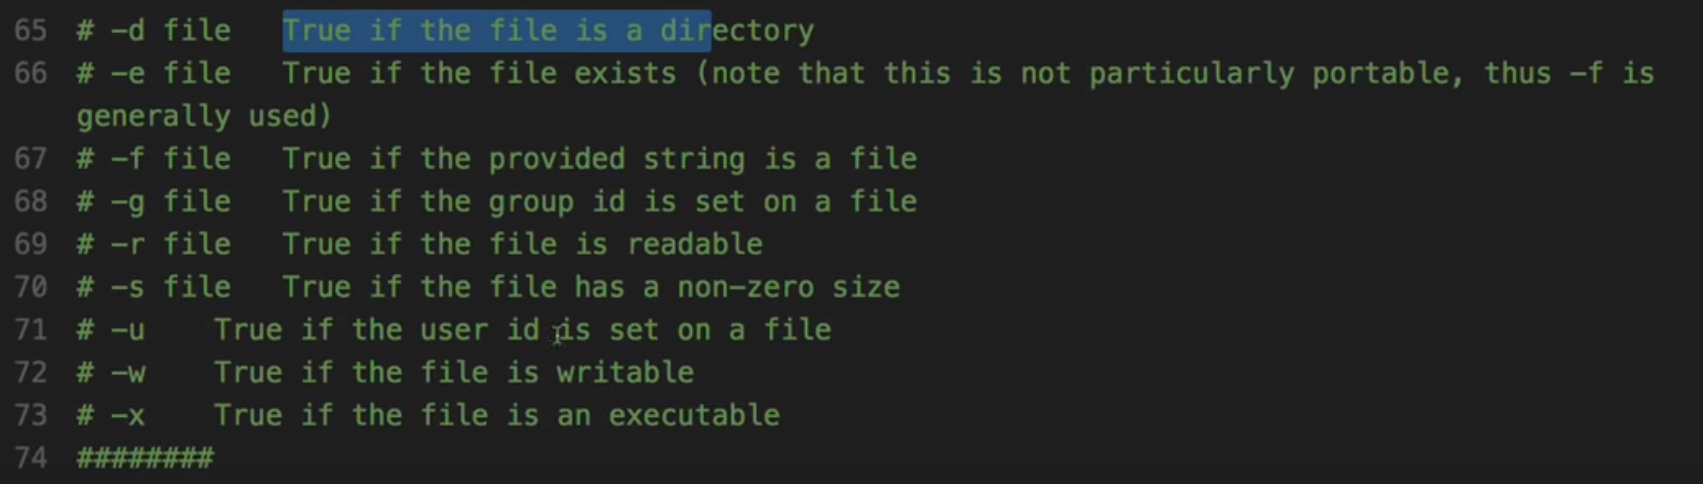 65 # -d file   True if the file is a directory
66 # -e file   True if the file exists (note that this is not particularly portable, thus -f is
generally used)
67 # -f file   True if the provided string is a file
68 # -g file   True if the group id is set on a file
69 # -r file   True if the file is readable
70 # -s file   True if the file has a non-zero size
71 # -u    True if the user id is set on a file
72 # -w    True if the file is writable
73 # -x    True if the file is an executable
74 ########